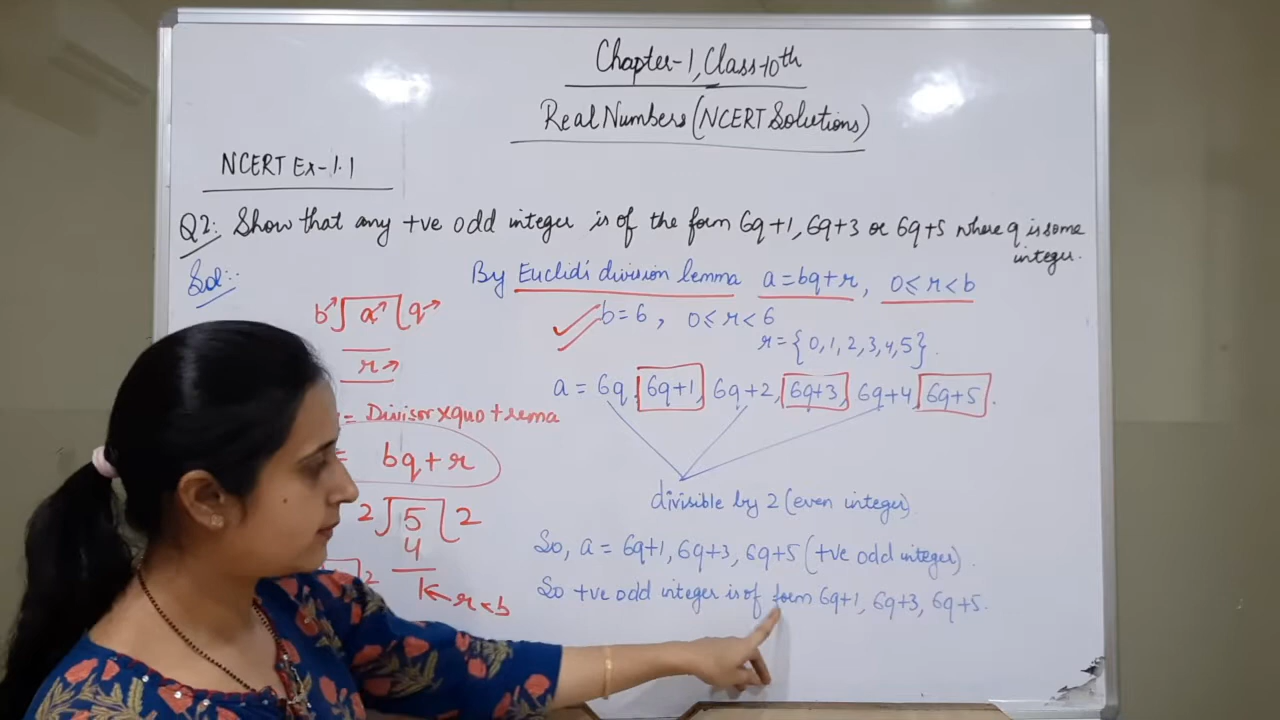 Chapter-1, Class-10th
Real Numbers (NCERT Solutions)
NCERT Ex-1.1
Q2: Show that any +ve odd integer is of the form 6q+1, 6q+3 or 6q+5 where q is some
integer.
Sol:-
By Euclid's division lemma a=bq+r, 0≤r<b
b a q
r
b=6, 0≤r<6
r={0,1,2,3,4,5}.
a = 6q, 6q+1, 6q+2, 6q+3, 6q+4, 6q+5.
= Divisor×quo+rema
= bq+r
divisible by 2 (even integer)
2 5 2
4
1 ← r<b
2
So, a = 6q+1, 6q+3, 6q+5 (+ve odd integer).
So +ve odd integer is of form 6q+1, 6q+3, 6q+5.